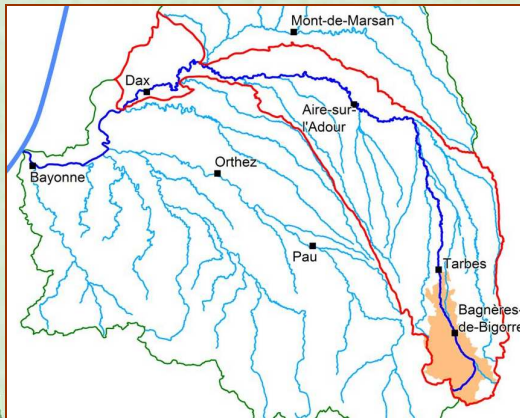 Mont-de-Marsan
Dax
Aire-sur-
l'Adour
Orthez
Bayonne
Pau
Tarbes
Bagnères-
de-Bigorre